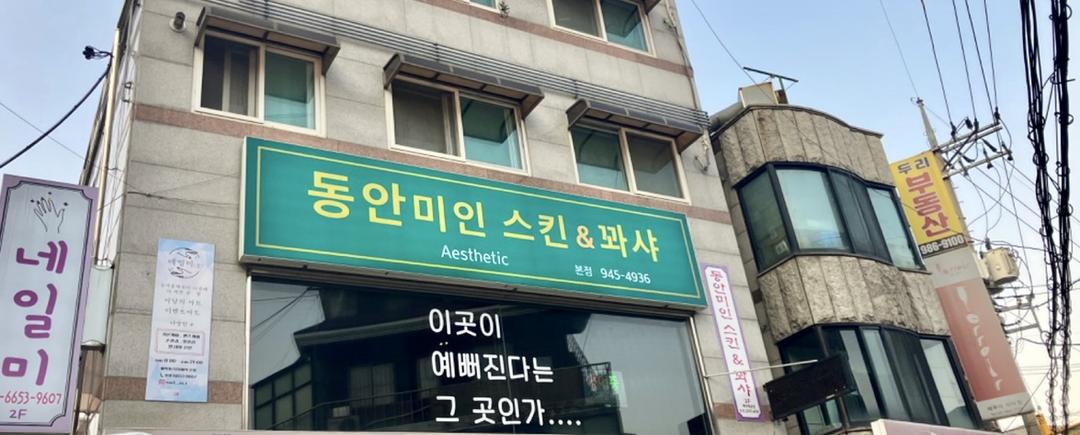 동안미인 스킨&꽈샤
Aesthetic
본점 945-4936
이곳이
예뻐진다는
그 곳인가....
네일미
-6653-9607
2F
두리
부동산
986-9100
동안미인 스킨&꽈샤